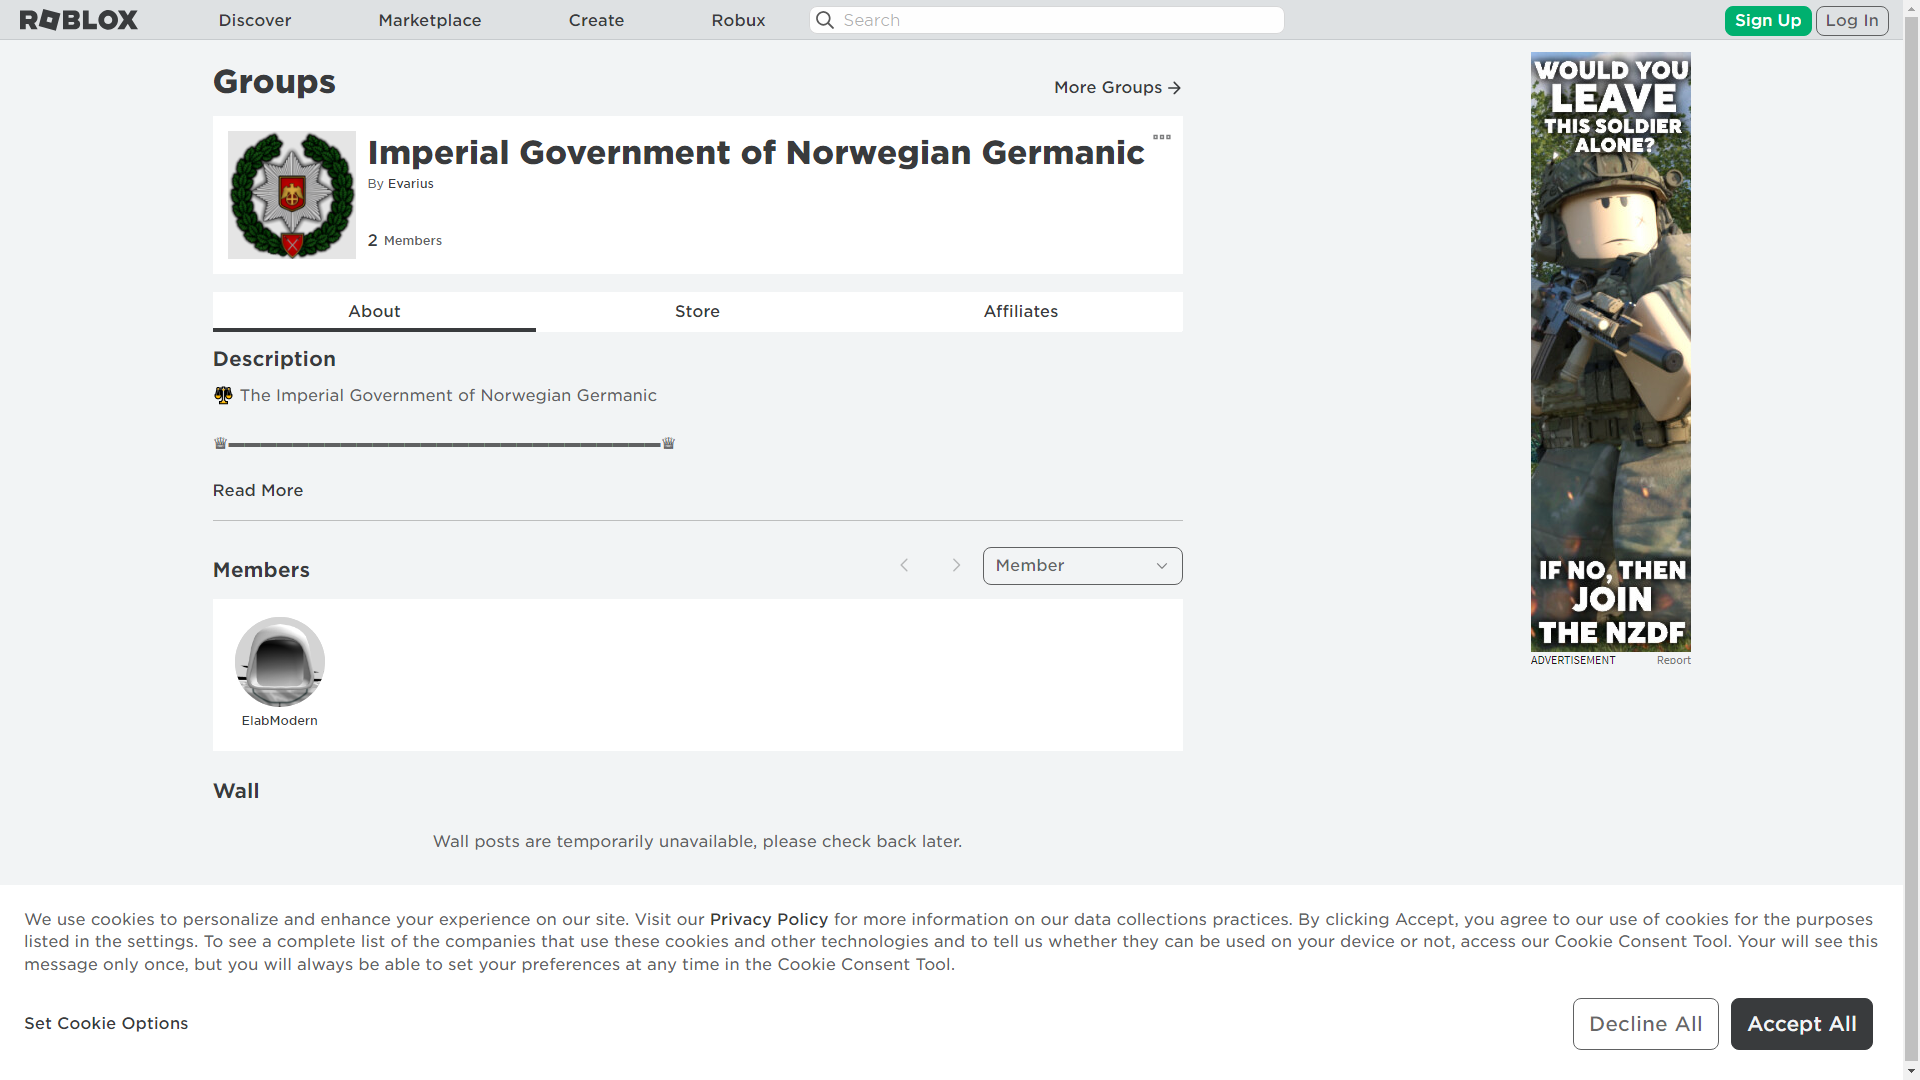 ROBLOX
Discover
Marketplace
Create
Robux
Search
Sign Up
Log In
Groups
More Groups
Imperial Government of Norwegian Germanic
By Evarius
2 Members
About
Store
Affiliates
Description
The Imperial Government of Norwegian Germanic
Read More
Members
Member
ElabModern
Wall
Wall posts are temporarily unavailable, please check back later.
WOULD YOU
LEAVE
THIS SOLDIER
ALONE?
IF NO, THEN
JOIN
THE NZDF
ADVERTISEMENT
Report
We use cookies to personalize and enhance your experience on our site. Visit our Privacy Policy for more information on our data collections practices. By clicking Accept, you agree to our use of cookies for the purposes
listed in the settings. To see a complete list of the companies that use these cookies and other technologies and to tell us whether they can be used on your device or not, access our Cookie Consent Tool. Your will see this
message only once, but you will always be able to set your preferences at any time in the Cookie Consent Tool.
Set Cookie Options
Decline All
Accept All